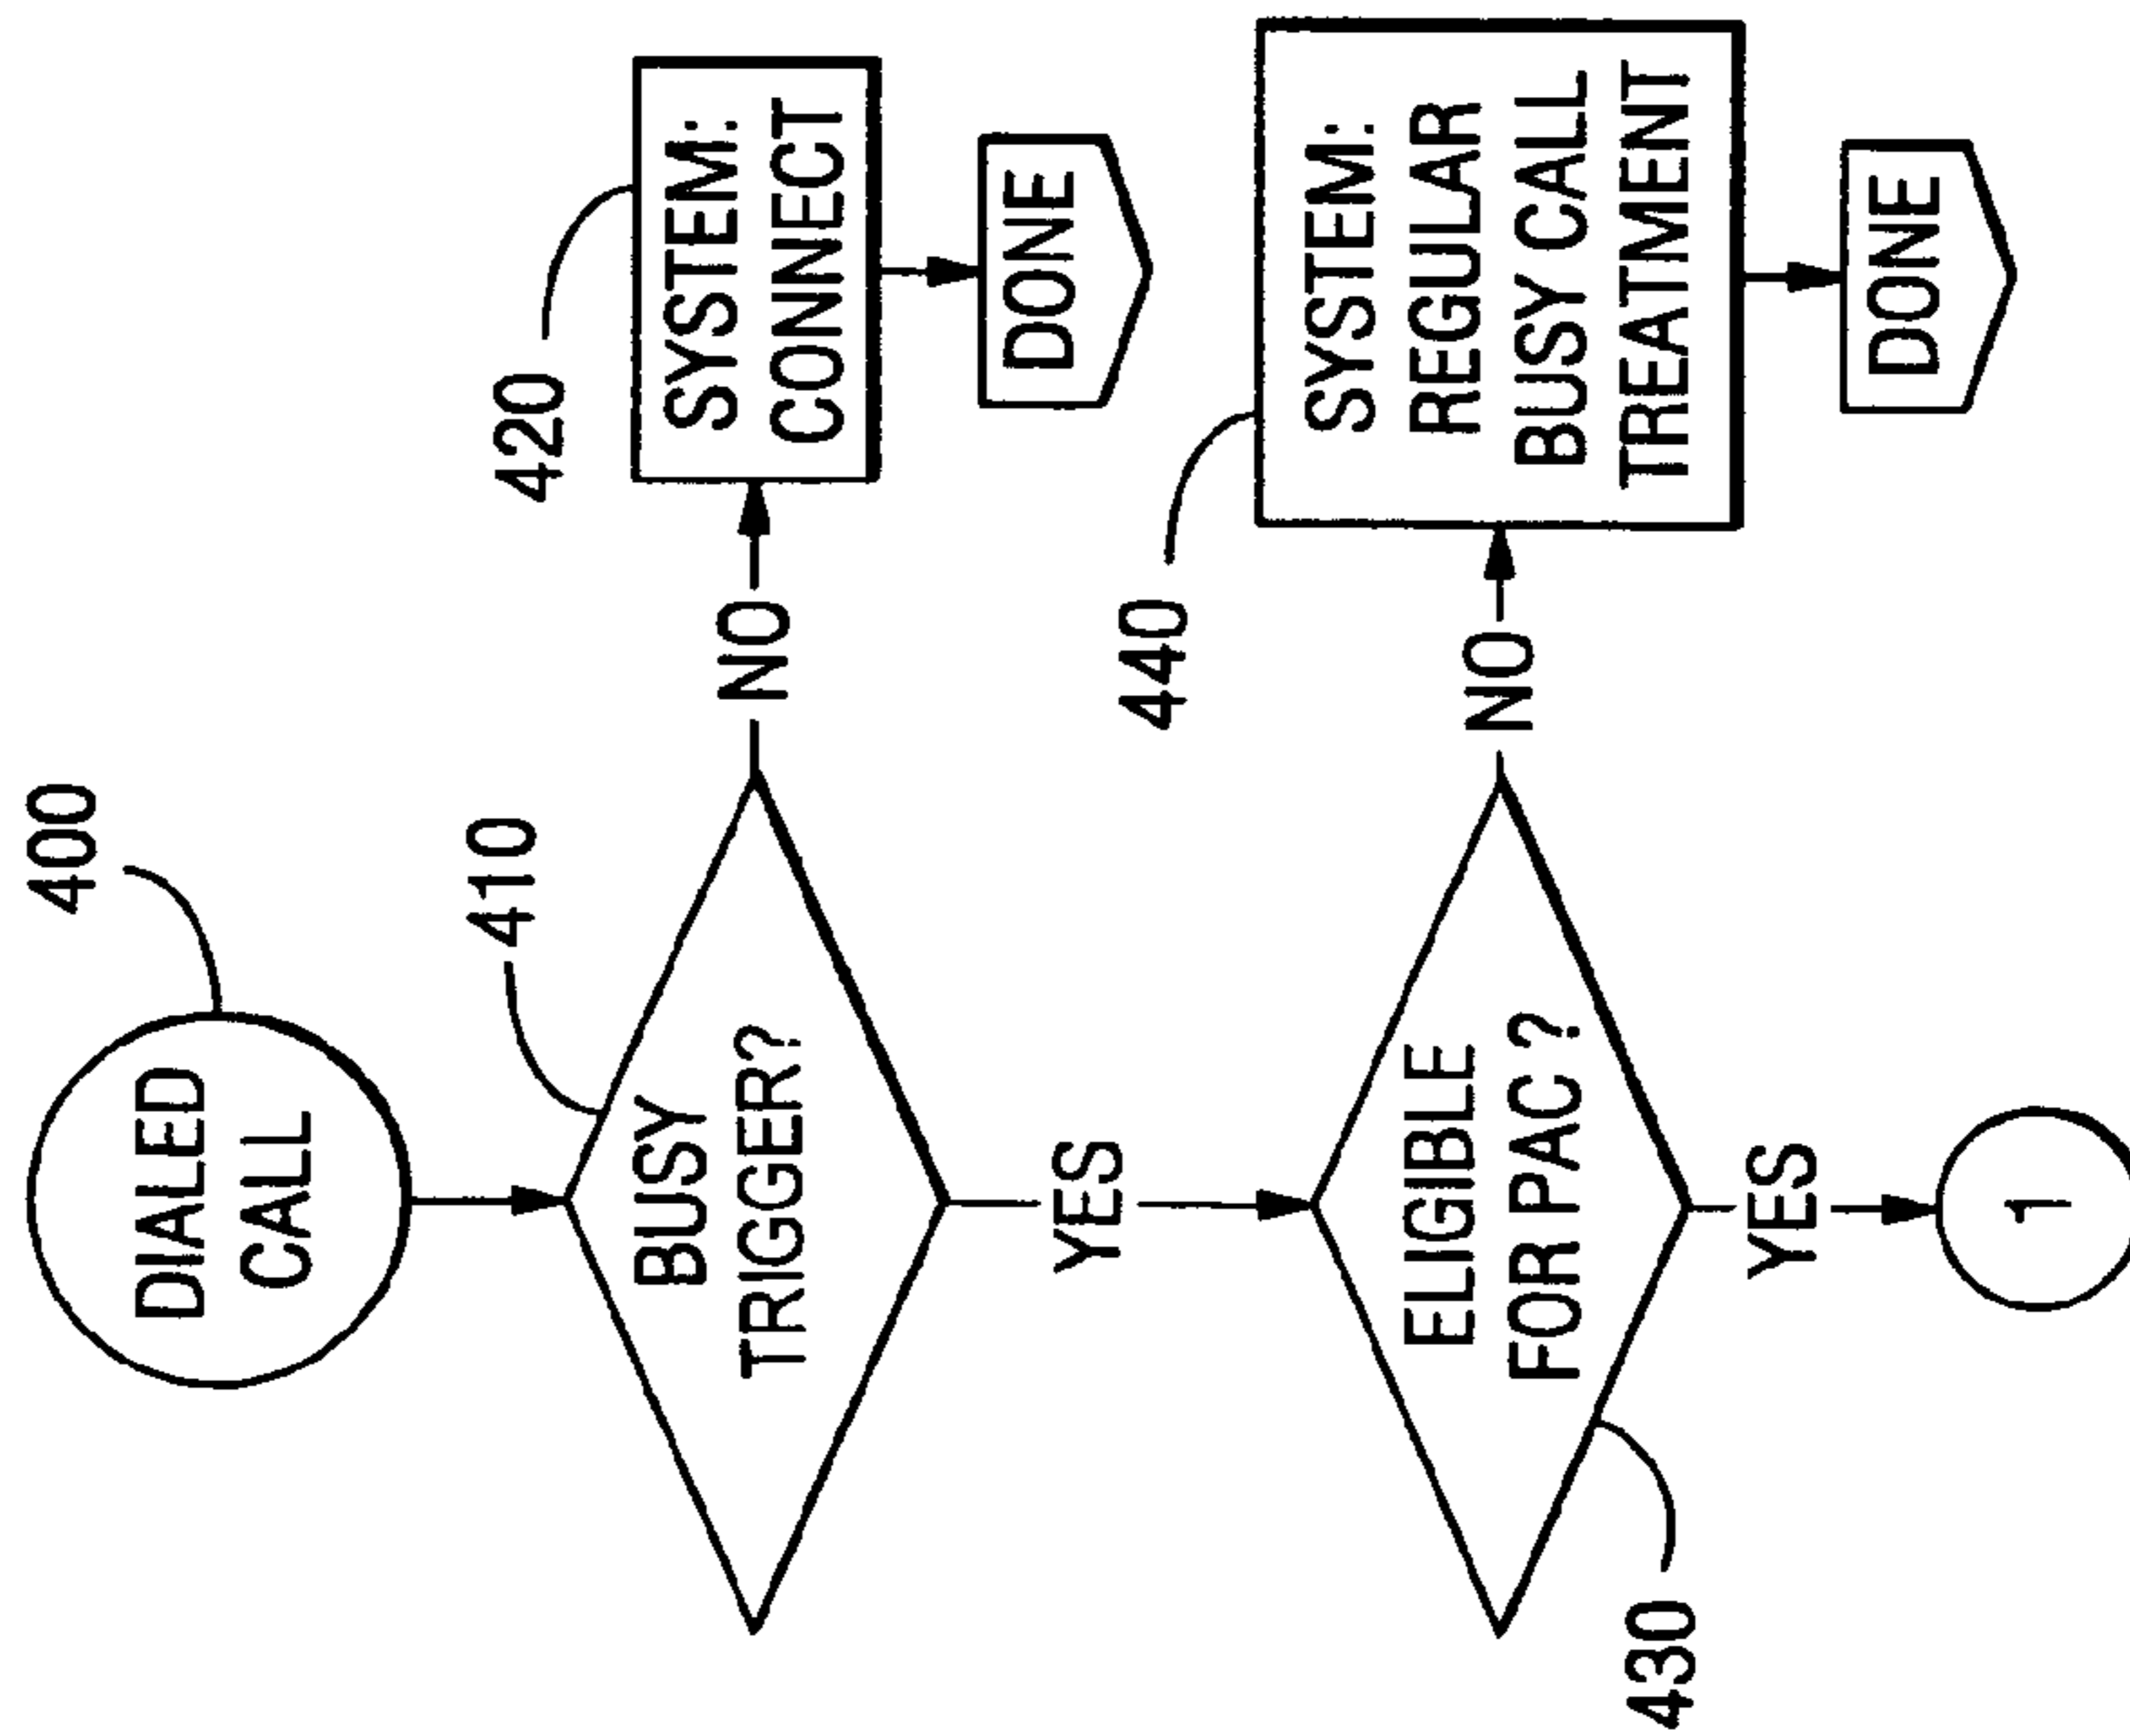 400
DIALED
CALL
410
BUSY
TRIGGER?
NO
420
SYSTEM:
CONNECT
DONE
YES
ELIGIBLE
FOR PAC ?
430
NO
440
SYSTEM:
REGULAR
BUSY CALL
TREATMENT
DONE
YES
1